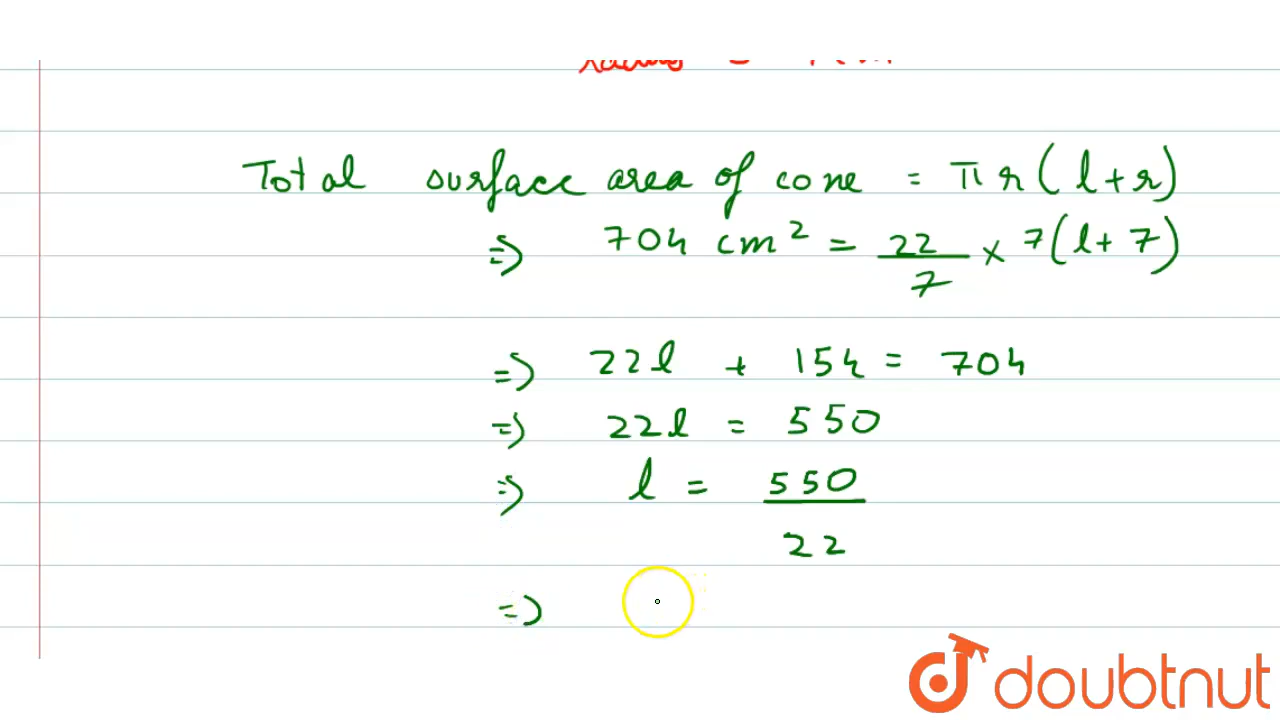 Total surface area of cone = πr(l+r)
=> 704 cm² = 22/7 × 7(l+7)
=> 22l + 154 = 704
=> 22l = 550
=> l = 550/22
=>
doubtnut